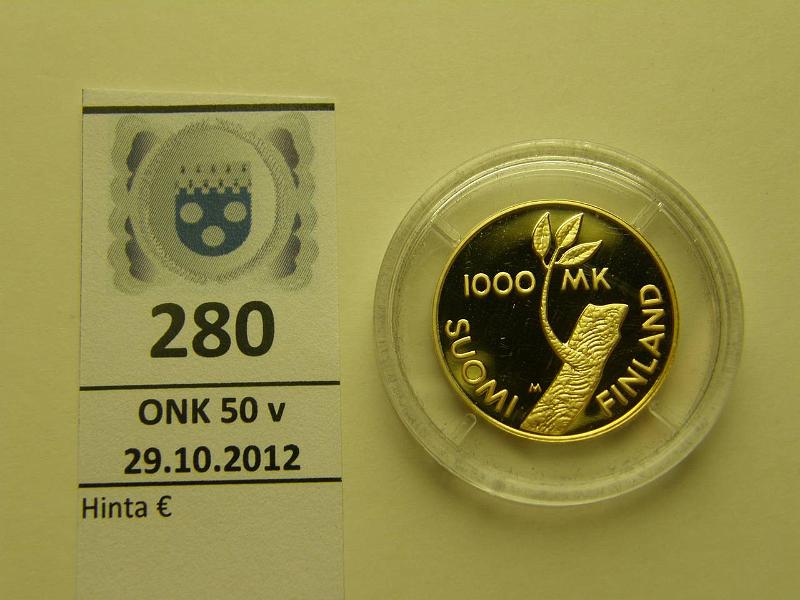 280
ONK 50 v
29.10.2012
Hinta €
1000 MK
SUOMI M FINLAND